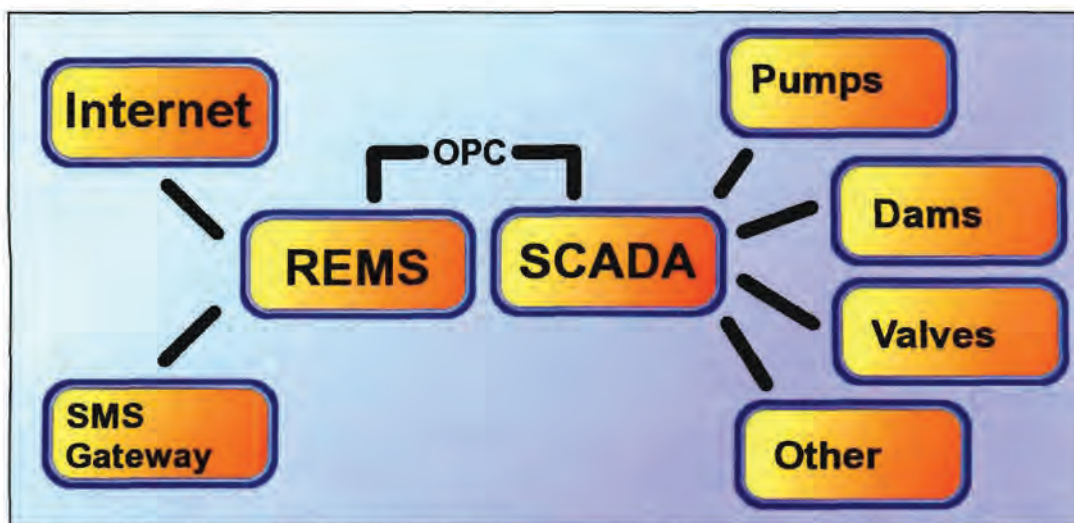 Internet
Pumps
OPC
Dams
REMS
SCADA
Valves
SMS
Gateway
Other